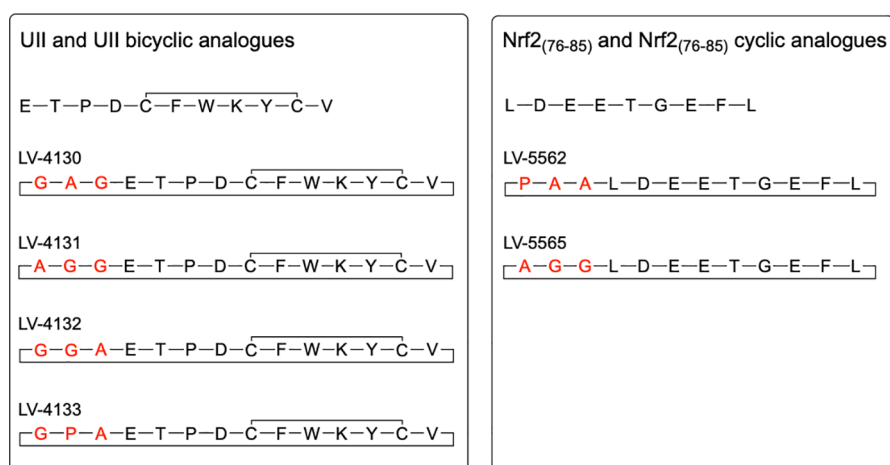 UII and UII bicyclic analogues
E–T–P–D–C–F–W–K–Y–C–V
LV-4130
G–A–G–E–T–P–D–C–F–W–K–Y–C–V
LV-4131
A–G–G–E–T–P–D–C–F–W–K–Y–C–V
LV-4132
G–G–A–E–T–P–D–C–F–W–K–Y–C–V
LV-4133
G–P–A–E–T–P–D–C–F–W–K–Y–C–V
Nrf2(76-85) and Nrf2(76-85) cyclic analogues
L–D–E–E–T–G–E–F–L
LV-5562
P–A–A–L–D–E–E–T–G–E–F–L
LV-5565
A–G–G–L–D–E–E–T–G–E–F–L